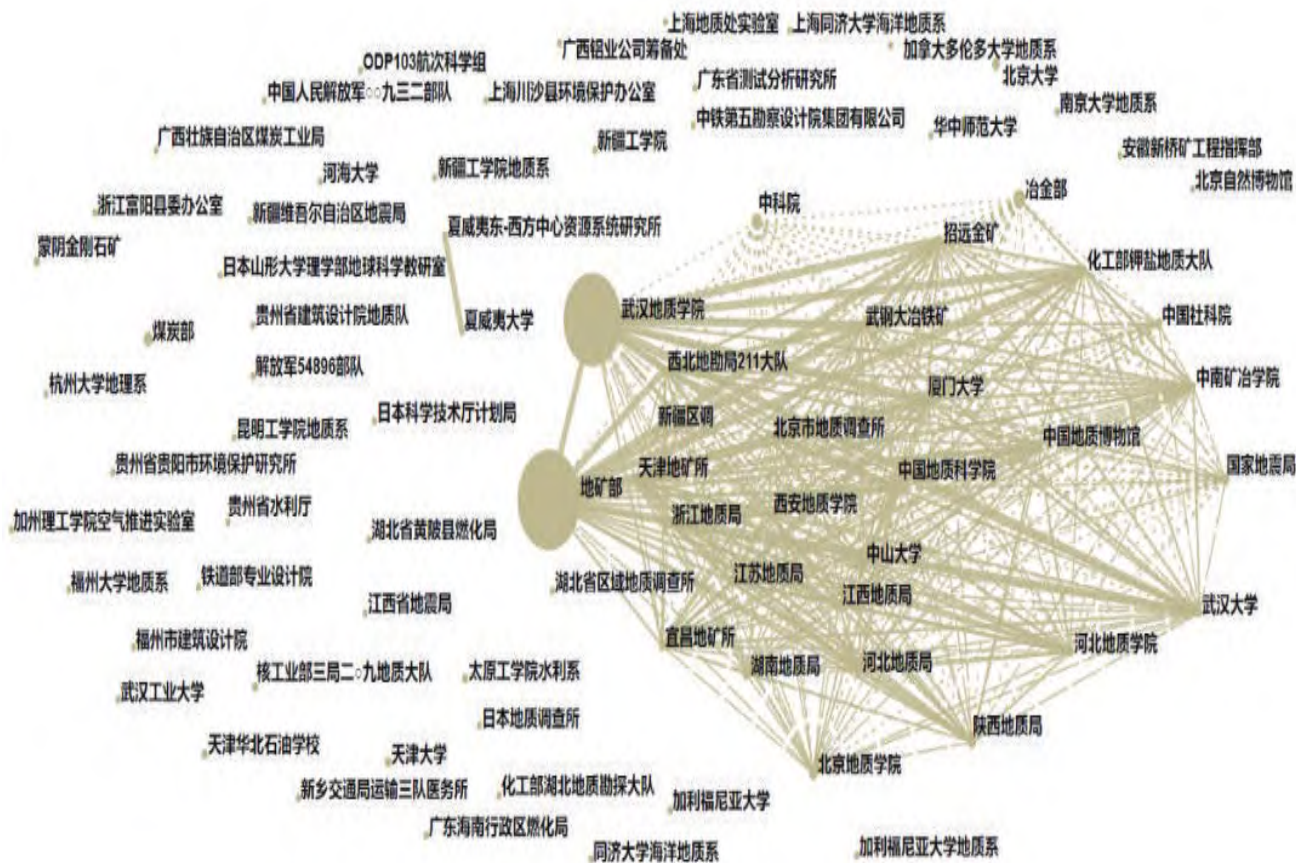 上海地质处实验室
上海同济大学海洋地质系
广西铝业公司筹备处
加拿大多伦多大学地质系
ODP103航次科学组
广东省测试分析研究所
北京大学
中国人民解放军○○九三二部队
上海川沙县环境保护办公室
南京大学地质系
中铁第五勘察设计院集团有限公司
华中师范大学
广西壮族自治区煤炭工业局
新疆工学院
安徽新桥矿工程指挥部
河海大学
新疆工学院地质系
北京自然博物馆
冶金部
中科院
浙江富阳县委办公室
新疆维吾尔自治区地震局
夏威夷东-西方中心资源系统研究所
招远金矿
蒙阴金刚石矿
日本山形大学理学部地球科学教研室
化工部钾盐地质大队
武汉地质学院
贵州省建筑设计院地质队
夏威夷大学
武钢大冶铁矿
中国社科院
煤炭部
解放军54896部队
西北地勘局211大队
杭州大学地理系
厦门大学
中南矿冶学院
日本科学技术厅计划局
新疆区调
昆明工学院地质系
北京市地质调查所
中国地质博物馆
贵州省贵阳市环境保护研究所
天津地矿所
中国地质科学院
国家地震局
地矿部
贵州省水利厅
西安地质学院
加州理工学院空气推进实验室
浙江地质局
湖北省黄陂县燃化局
中山大学
福州大学地质系
铁道部专业设计院
湖北省区域地质调查所
江苏地质局
江西地质局
江西省地震局
武汉大学
福州市建筑设计院
宜昌地矿所
河北地质学院
核工业部三局二○九地质大队
太原工学院水利系
湖南地质局
河北地质局
武汉工业大学
日本地质调查所
陕西地质局
天津华北石油学校
天津大学
北京地质学院
新乡交通局运输三队医务所
化工部湖北地质勘探大队
加利福尼亚大学
广东海南行政区燃化局
同济大学海洋地质系
加利福尼亚大学地质系